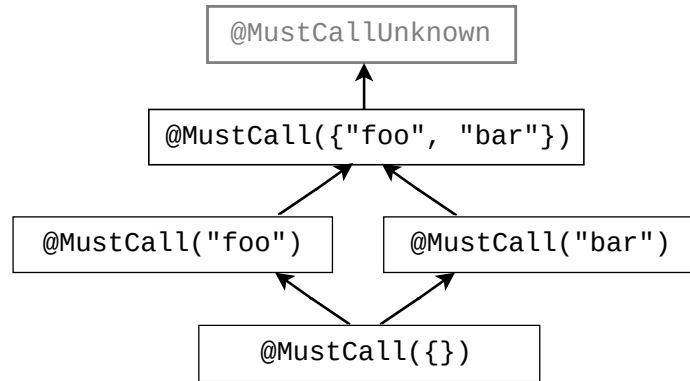 @MustCallUnknown
@MustCall({"foo", "bar"})
@MustCall("foo")
@MustCall("bar")
@MustCall({})